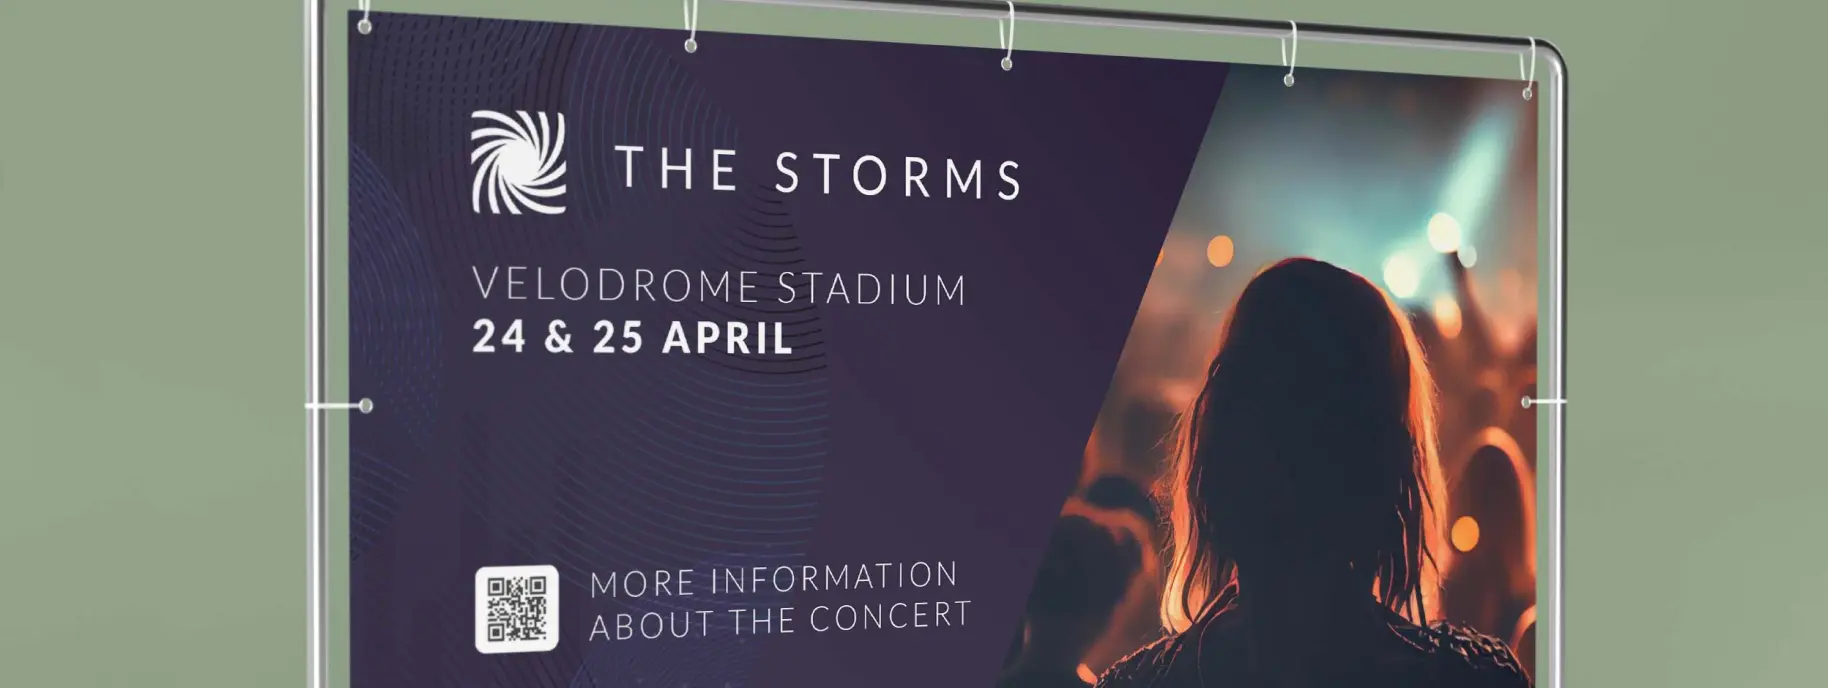 THE STORMS
VELODROME STADIUM
24 & 25 APRIL
MORE INFORMATION
ABOUT THE CONCERT